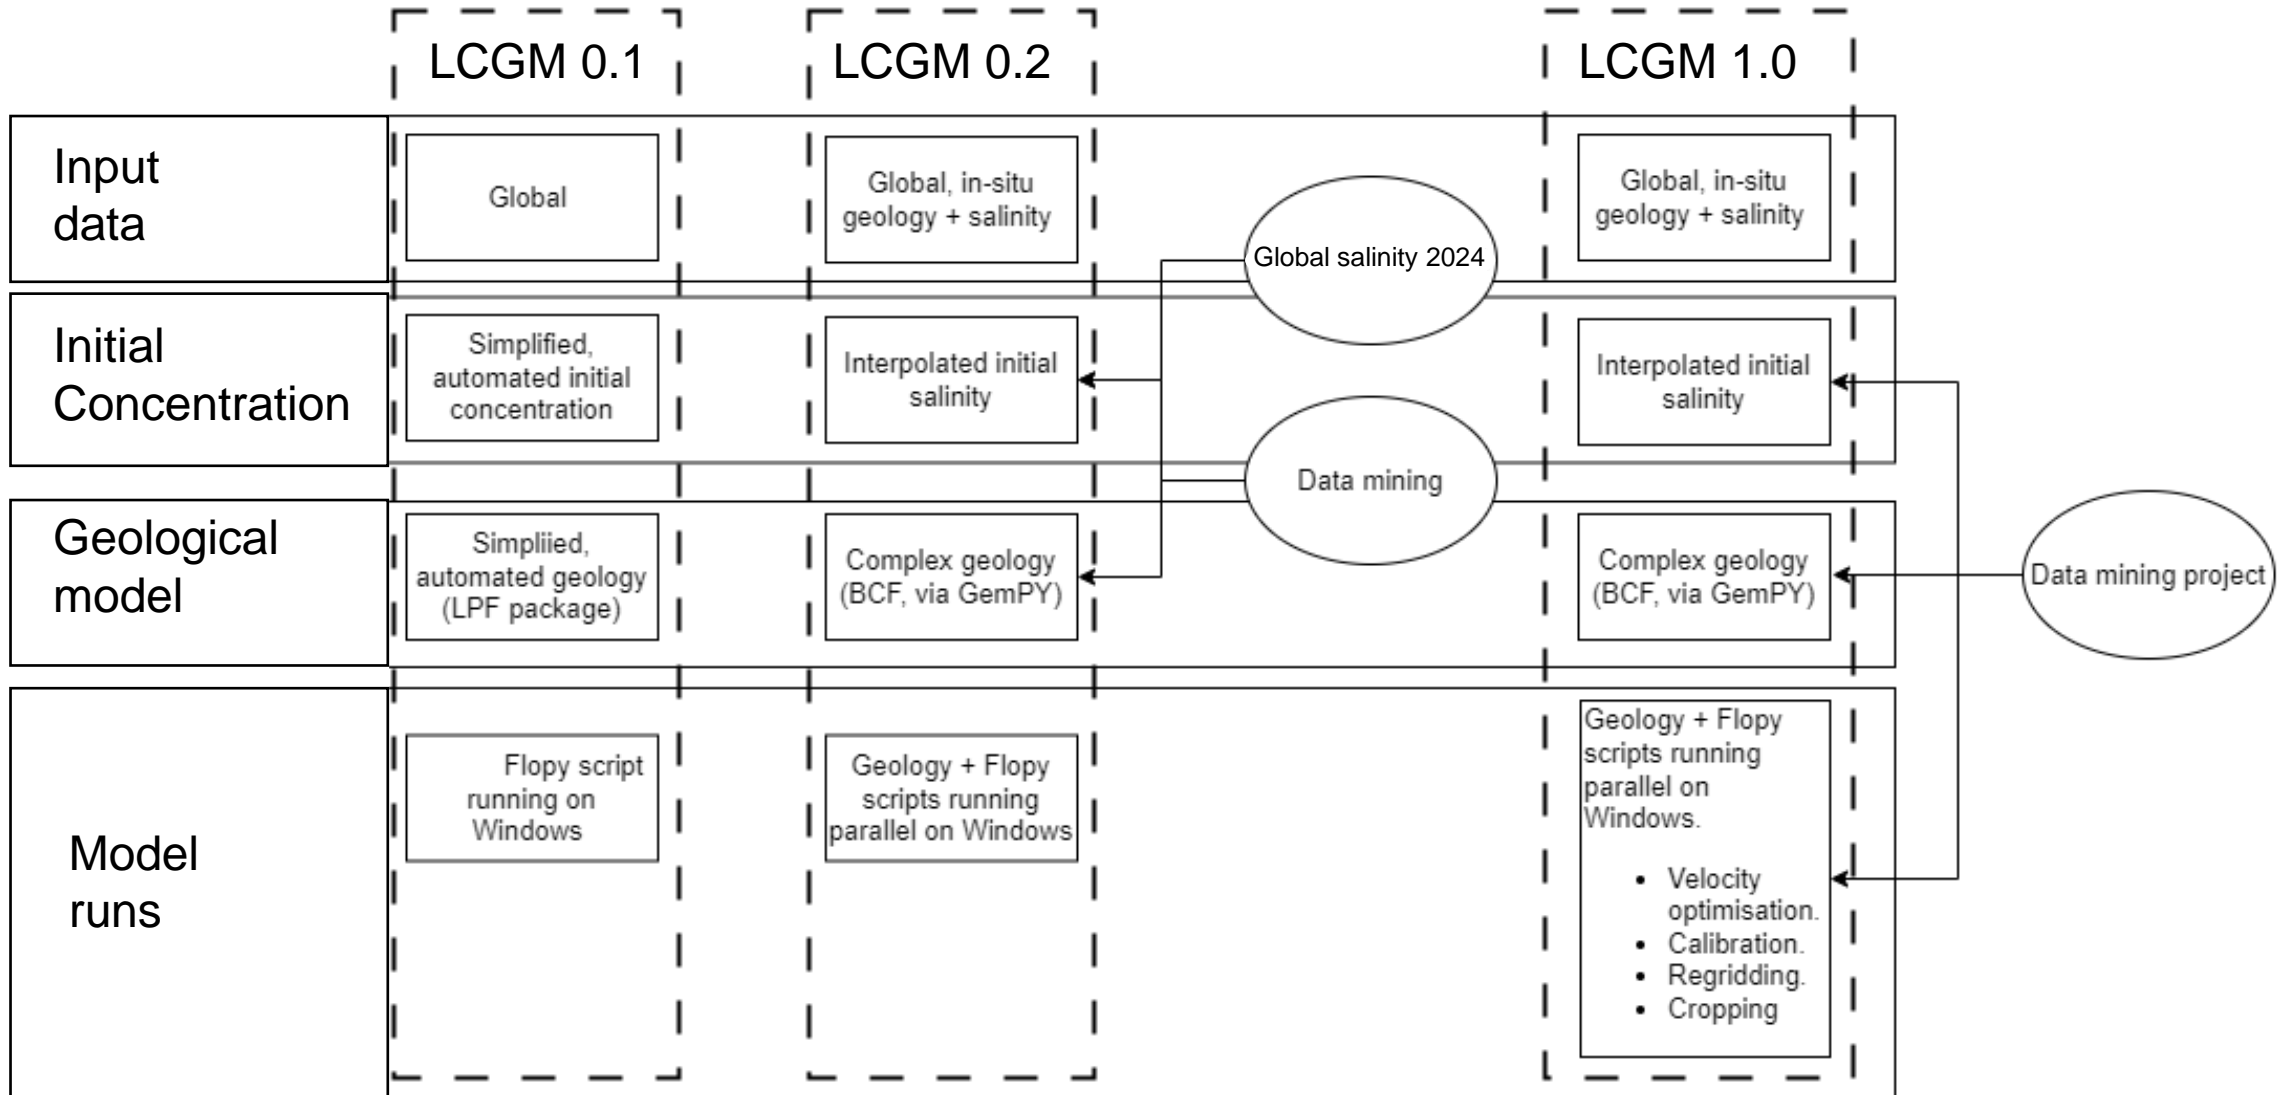 LCGM 0.1
LCGM 0.2
LCGM 1.0
Input
data
Global
Global, in-situ
geology + salinity
Global salinity 2024
Global, in-situ
geology + salinity
Initial
Concentration
Simplified,
automated initial
concentration
Interpolated initial
salinity
Data mining
Interpolated initial
salinity
Geological
model
Simpliied,
automated geology
(LPF package)
Complex geology
(BCF, via GemPY)
Complex geology
(BCF, via GemPY)
Data mining project
Model
runs
Flopy script
running on
Windows
Geology + Flopy
scripts running
parallel on Windows
Geology + Flopy
scripts running
parallel on
Windows.
• Velocity
optimisation.
• Calibration.
• Regridding.
• Cropping